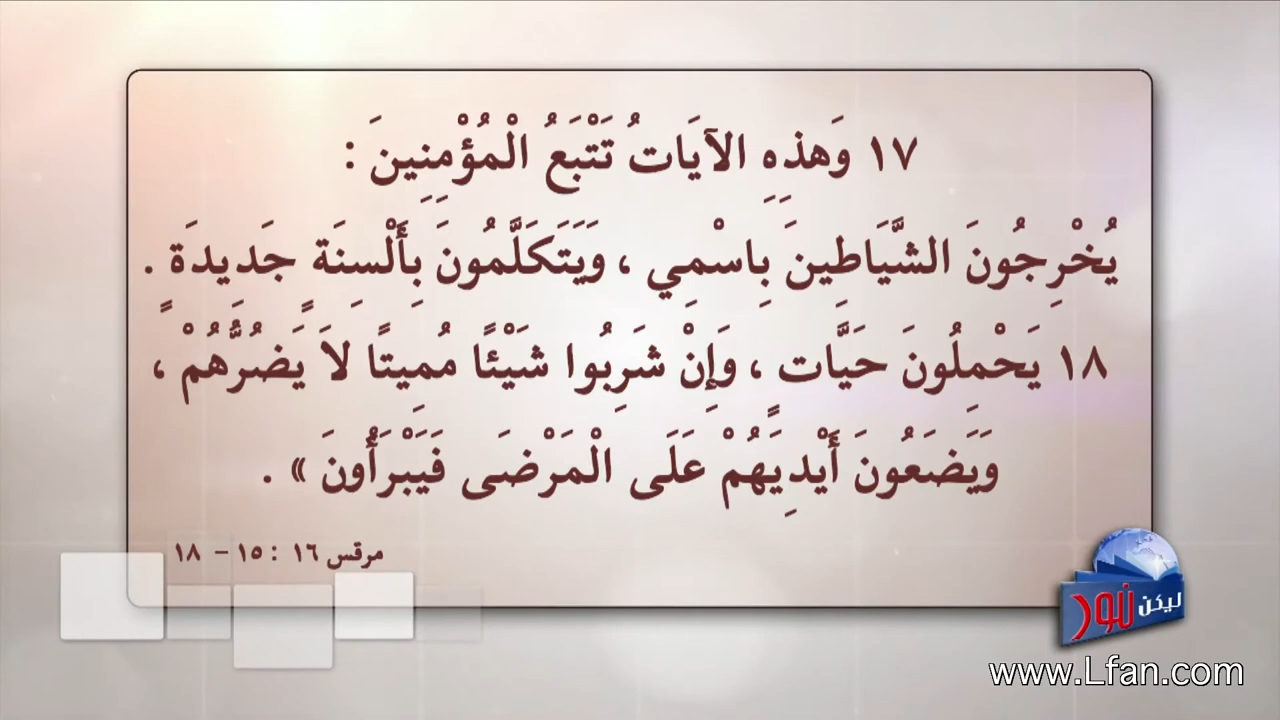 ١٧ وَهذِهِ الآيَاتُ تَتْبَعُ الْمُؤْمِنِينَ :
يُخْرِجُونَ الشَّيَاطِينَ بِاسْمِي ، وَيَتَكَلَّمُونَ بِأَلْسِنَةٍ جَدِيدَةٍ .
١٨ يَحْمِلُونَ حَيَّاتٍ ، وَإِنْ شَرِبُوا شَيْئًا مُمِيتًا لاَ يَضُرُّهُمْ ،
وَيَضَعُونَ أَيْدِيَهُمْ عَلَى الْمَرْضَى فَيَبْرَأُونَ » .
مرقس ١٦ : ١٥ - ١٨
ليكن نور
www.Lfan.com